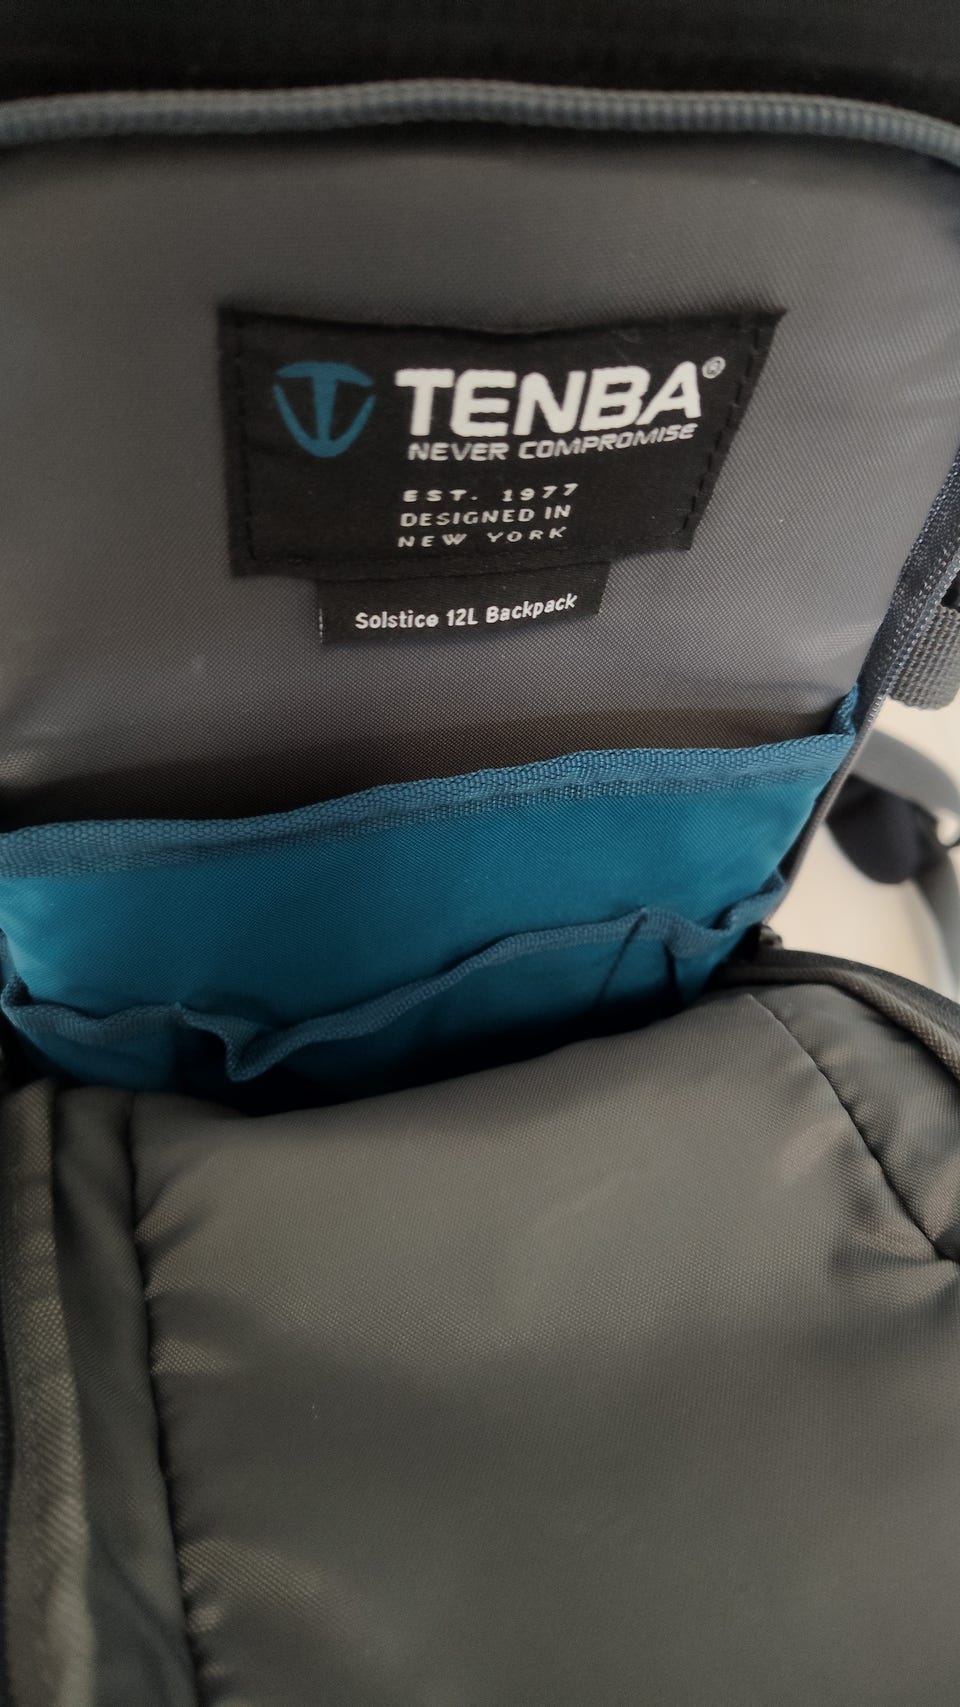 TENBA®
NEVER COMPROMISE
EST. 1977
DESIGNED IN
NEW YORK
Solstice 12L Backpack